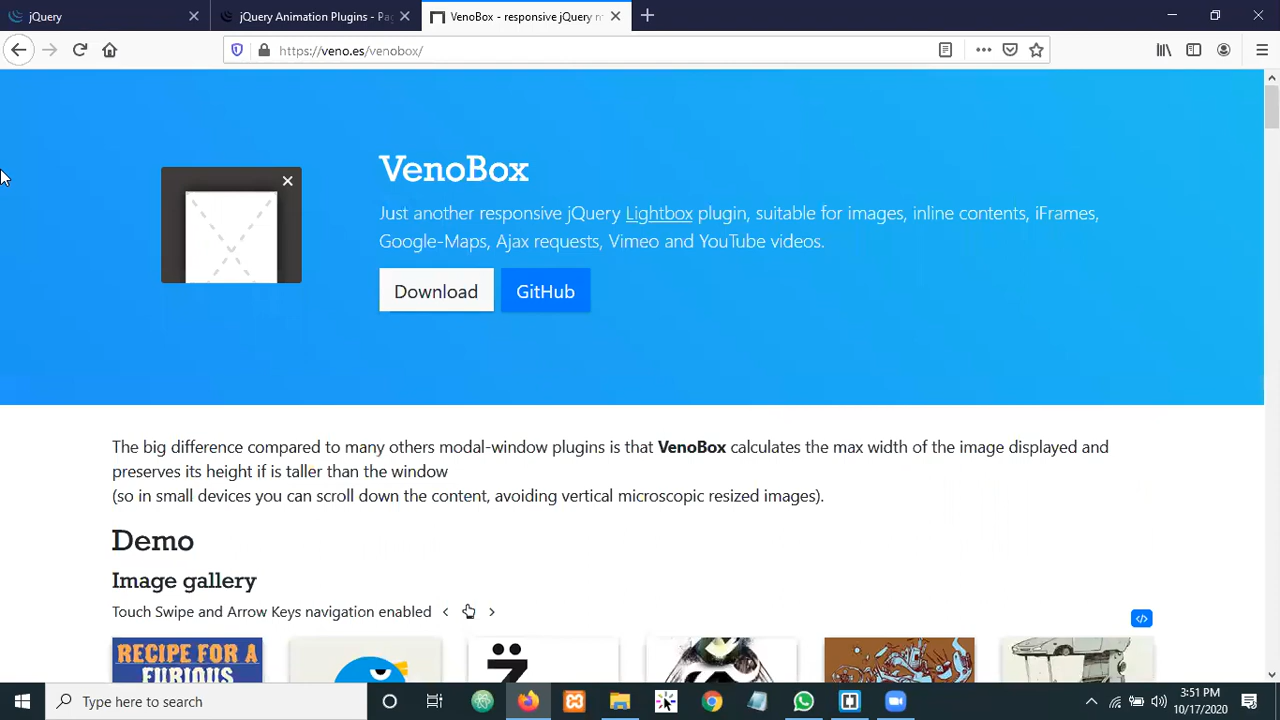 jQuery
jQuery Animation Plugins - Pa
VenoBox - responsive jQuery m
https://veno.es/venobox/
VenoBox
Just another responsive jQuery Lightbox plugin, suitable for images, inline contents, iFrames,
Google-Maps, Ajax requests, Vimeo and YouTube videos.
Download GitHub
The big difference compared to many others modal-window plugins is that VenoBox calculates the max width of the image displayed and
preserves its height if is taller than the window
(so in small devices you can scroll down the content, avoiding vertical microscopic resized images).
Demo
Image gallery
Touch Swipe and Arrow Keys navigation enabled
RECIPE FOR A
FURIOUS
Type here to search
3:51 PM
10/17/2020